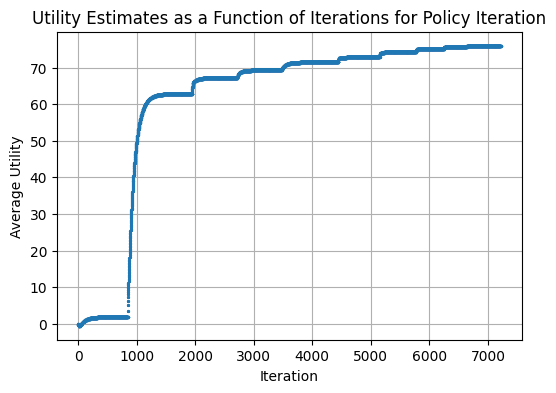 Utility Estimates as a Function of Iterations for Policy Iteration
Average Utility
70
60
50
40
30
20
10
0
0 1000 2000 3000 4000 5000 6000 7000
Iteration